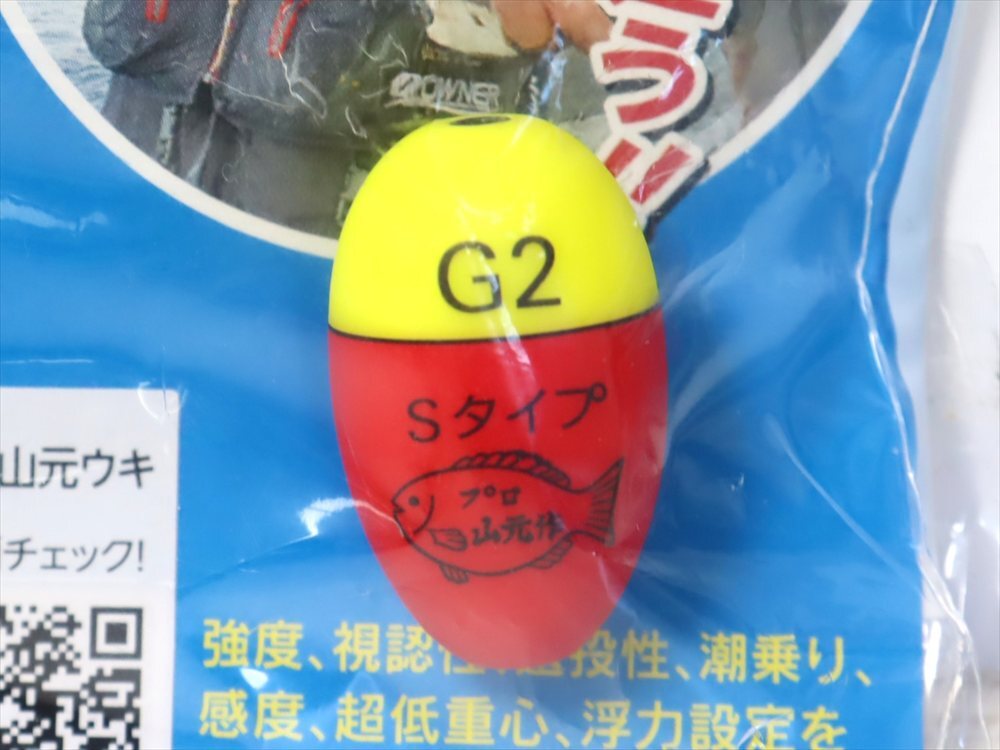 OWNER
G2
Sタイプ
プロ
山元作
山元ウキ
チェック!
強度、視認性、遠投性、潮乗り、
感度、超低重心、浮力設定を